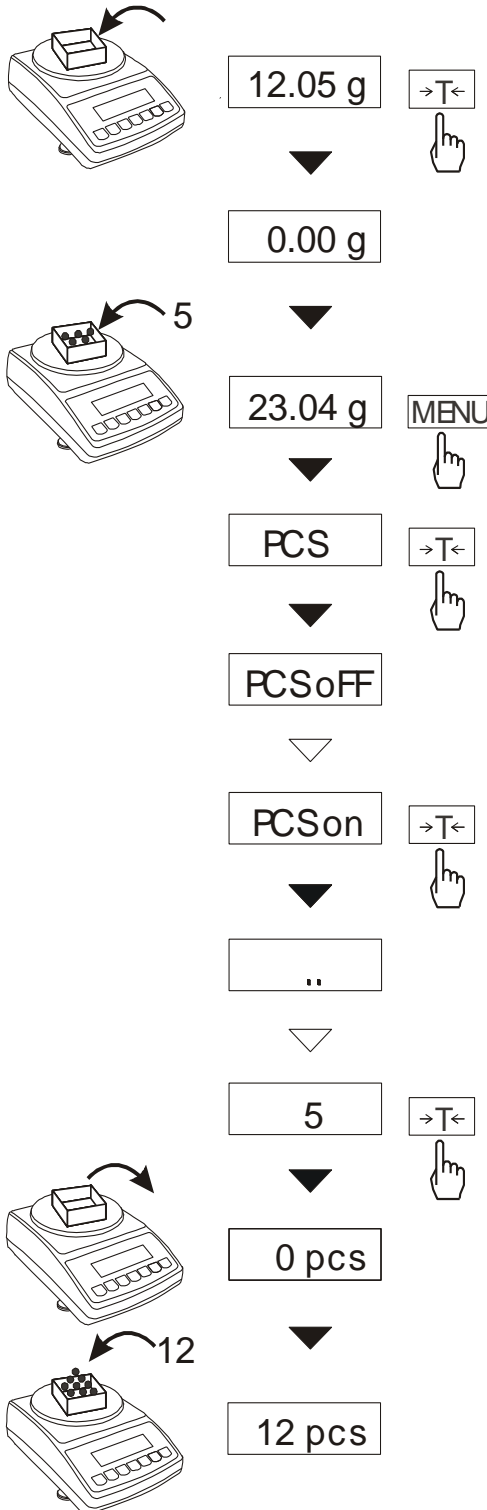 12.05 g →T←
0.00 g
5
23.04 g MENU
PCS →T←
PCSoFF
PCSon →T←
"
5 →T←
0 pcs
12
12 pcs